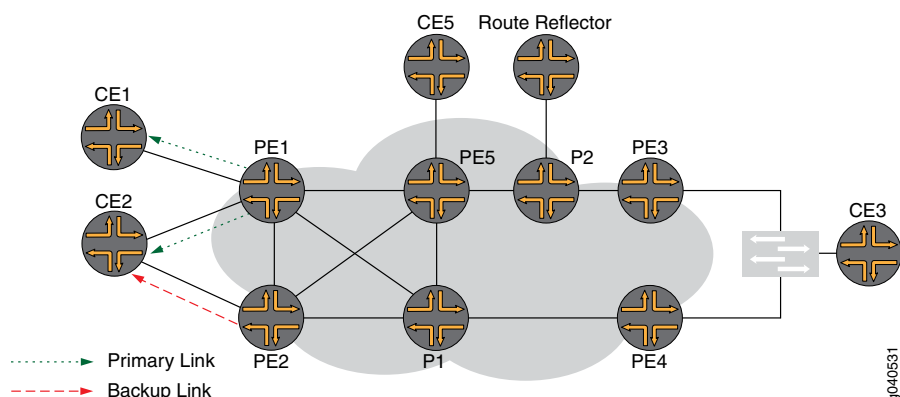 CE5
Route Reflector
CE1
PE1
PE5
P2
PE3
CE2
CE3
PE2
P1
PE4
Primary Link
Backup Link
g040531